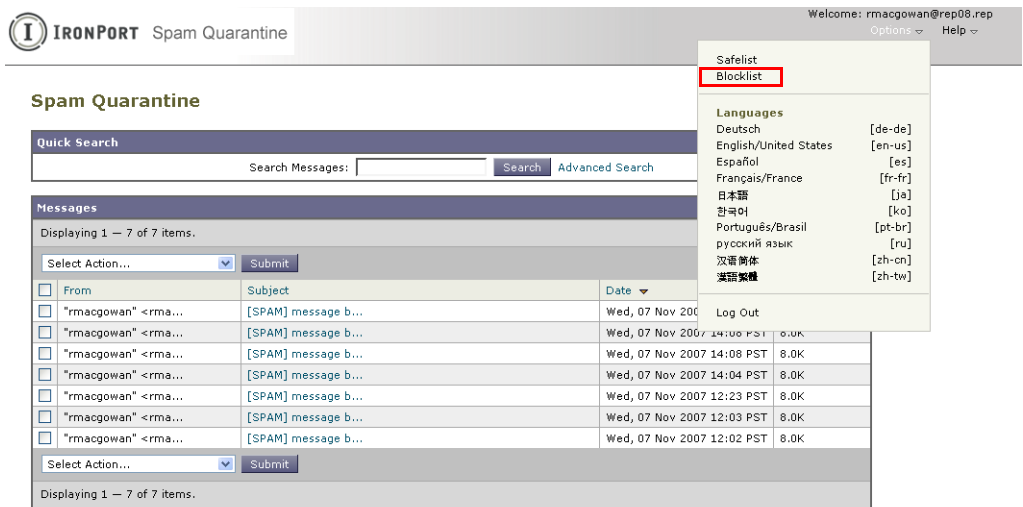 Welcome: rmacgowan@rep08.rep
IRONPORT Spam Quarantine
Options Help
Safelist
Blocklist
Languages
Deutsch [de-de]
English/United States [en-us]
Español [es]
Français/France [fr-fr]
日本語 [ja]
한국어 [ko]
Português/Brasil [pt-br]
русский язык [ru]
汉语简体 [zh-cn]
漢語繁體 [zh-tw]
Log Out
Spam Quarantine
Quick Search
Search Messages: Search Advanced Search
Messages
Displaying 1 — 7 of 7 items.
Select Action... Submit
From Subject Date
"rmacgowan" <rma... [SPAM] message b... Wed, 07 Nov 200
"rmacgowan" <rma... [SPAM] message b... Wed, 07 Nov 2007 14:08 PST 8.0K
"rmacgowan" <rma... [SPAM] message b... Wed, 07 Nov 2007 14:08 PST 8.0K
"rmacgowan" <rma... [SPAM] message b... Wed, 07 Nov 2007 14:04 PST 8.0K
"rmacgowan" <rma... [SPAM] message b... Wed, 07 Nov 2007 12:23 PST 8.0K
"rmacgowan" <rma... [SPAM] message b... Wed, 07 Nov 2007 12:03 PST 8.0K
"rmacgowan" <rma... [SPAM] message b... Wed, 07 Nov 2007 12:02 PST 8.0K
Select Action... Submit
Displaying 1 — 7 of 7 items.